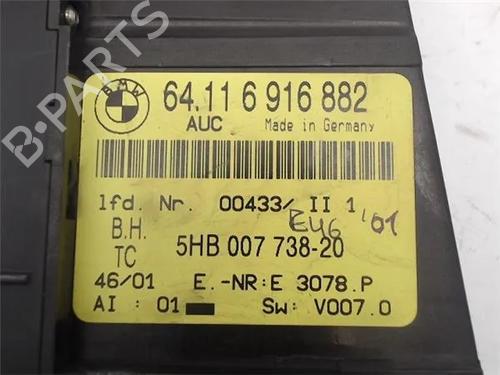 B-PARTS
BMW
64.11 6 916 882
AUC Made in Germany
lfd. Nr. 00433/ II 1
E46 '01
B.H.
TC 5HB 007 738-20
46/01 E.-NR:E 3078.P
AI : 01 SW: V007.0